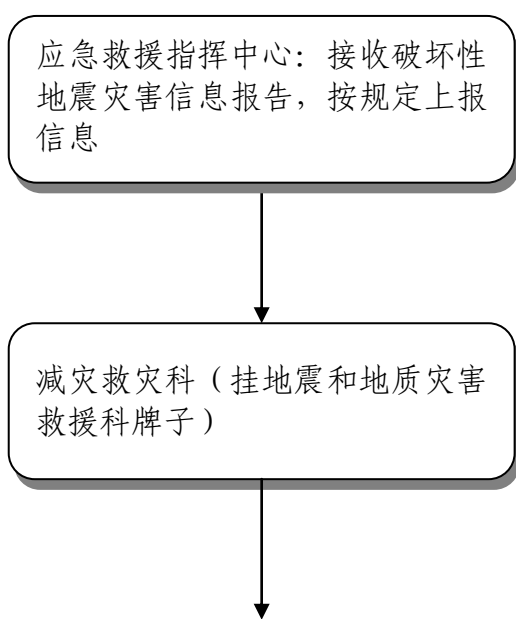 应急救援指挥中心：接收破坏性
地震灾害信息报告，按规定上报
信息
减灾救灾科（挂地震和地质灾害
救援科牌子）